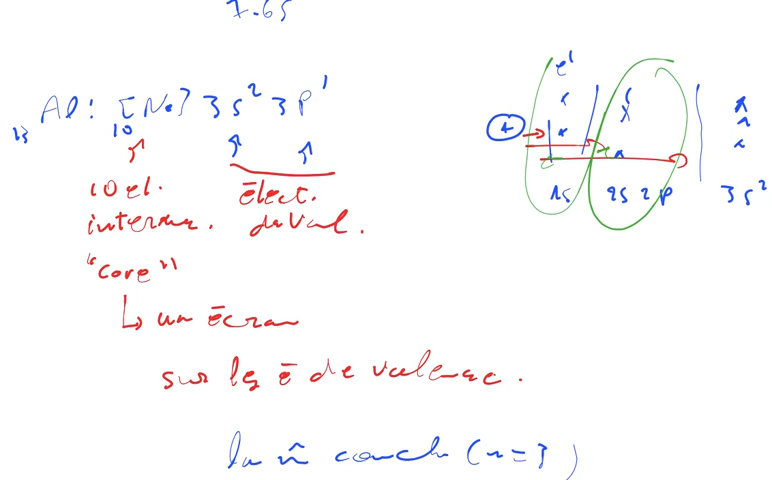 7.65
13 Al: [Ne] 3s² 3p¹
10
10 el. élect.
interne. de Val.
"core"
↳ un écran
sur les ē de valence.
la m̂ couche (n=3)
e'
+
1s 2s 2p 3s²